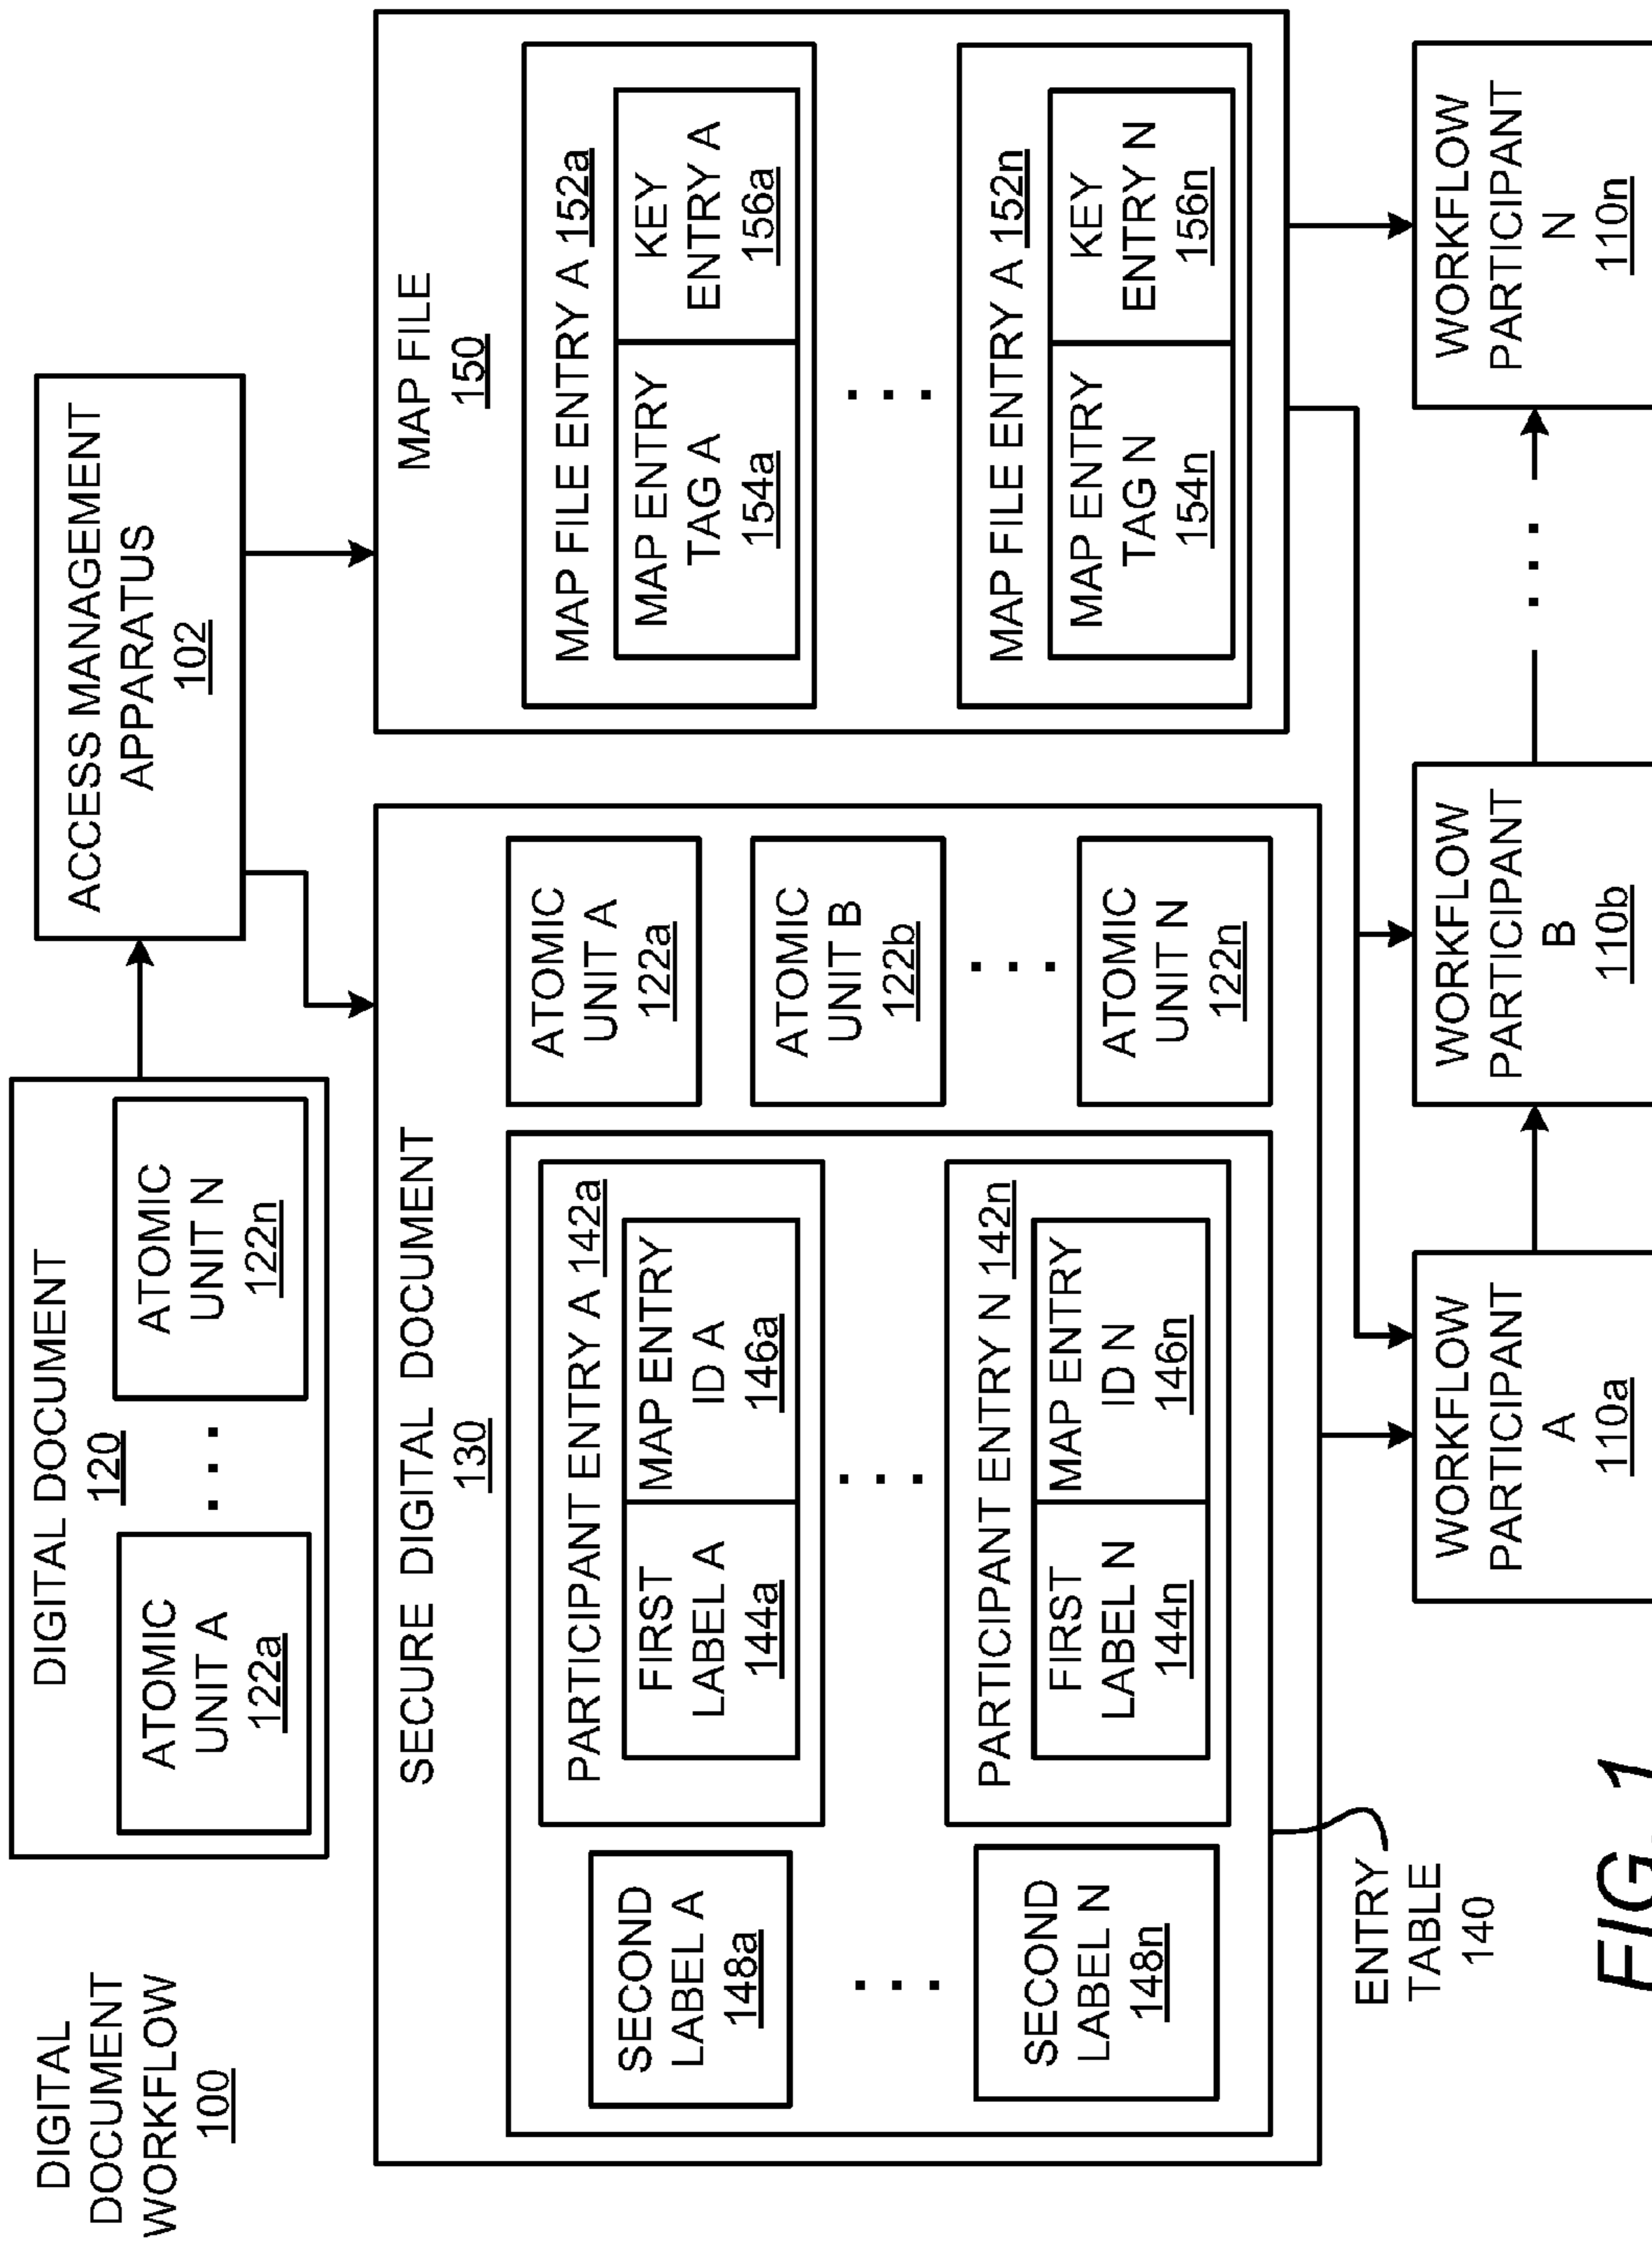 DIGITAL
DOCUMENT
WORKFLOW
100
DIGITAL DOCUMENT
120
ATOMIC
UNIT A
122a
. . .
ATOMIC
UNIT N
122n
ACCESS MANAGEMENT
APPARATUS
102
SECURE DIGITAL DOCUMENT
130
SECOND
LABEL A
148a
. . .
SECOND
LABEL N
148n
PARTICIPANT ENTRY A 142a
FIRST
LABEL A
144a
MAP ENTRY
ID A
146a
. . .
PARTICIPANT ENTRY N 142n
FIRST
LABEL N
144n
MAP ENTRY
ID N
146n
ATOMIC
UNIT A
122a
ATOMIC
UNIT B
122b
. . .
ATOMIC
UNIT N
122n
ENTRY
TABLE
140
MAP FILE
150
MAP FILE ENTRY A 152a
MAP ENTRY
TAG A
154a
KEY
ENTRY A
156a
. . .
MAP FILE ENTRY A 152n
MAP ENTRY
TAG N
154n
KEY
ENTRY N
156n
WORKFLOW
PARTICIPANT
A
110a
WORKFLOW
PARTICIPANT
B
110b
. . .
WORKFLOW
PARTICIPANT
N
110n
FIG. 1